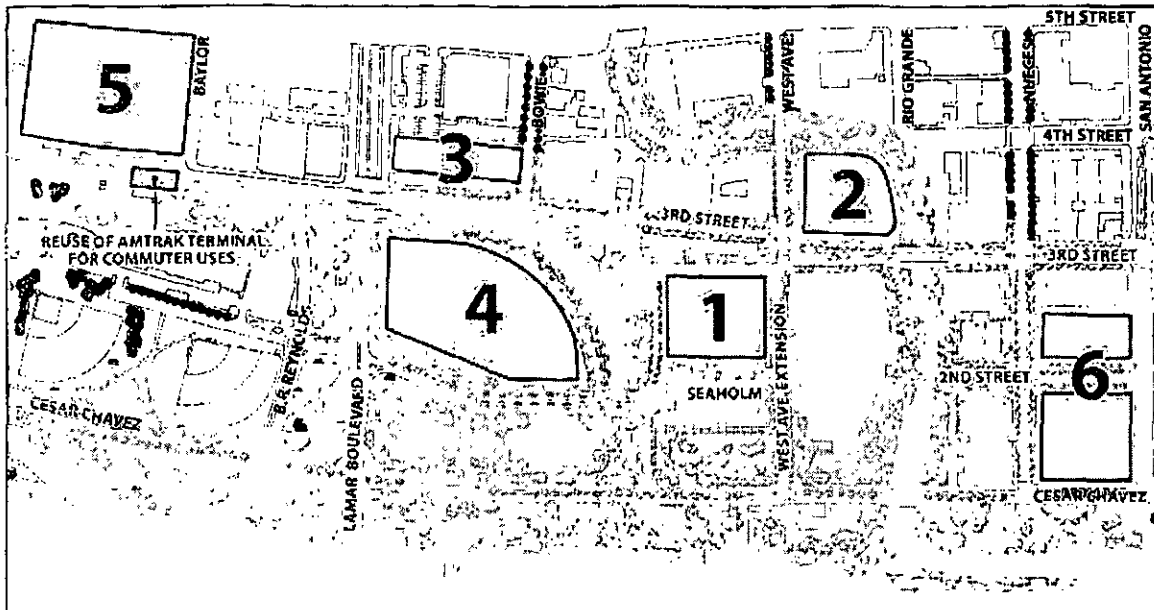 5TH STREET
SAN ANTONIO
BAYLOR
WEST AVE.
RIO GRANDE
BOWIE
5
4TH STREET
3
2
3RD STREET
REUSE OF AMTRAK TERMINAL
FOR COMMUTER USES
3RD STREET
4
1
6
B.R. REYNOLDS
LAMAR BOULEVARD
SEAHOLM
WEST AVE. EXTENSION
2ND STREET
CESAR CHAVEZ
CESAR CHAVEZ